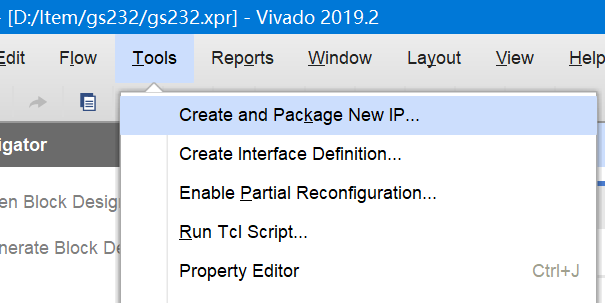 - [D:/Item/gs232/gs232.xpr] - Vivado 2019.2
Edit Flow Tools Reports Window Layout View Help
Create and Package New IP...
igator
Create Interface Definition...
en Block Desig
Enable Partial Reconfiguration...
Run Tcl Script...
nerate Block De
Property Editor Ctrl+J